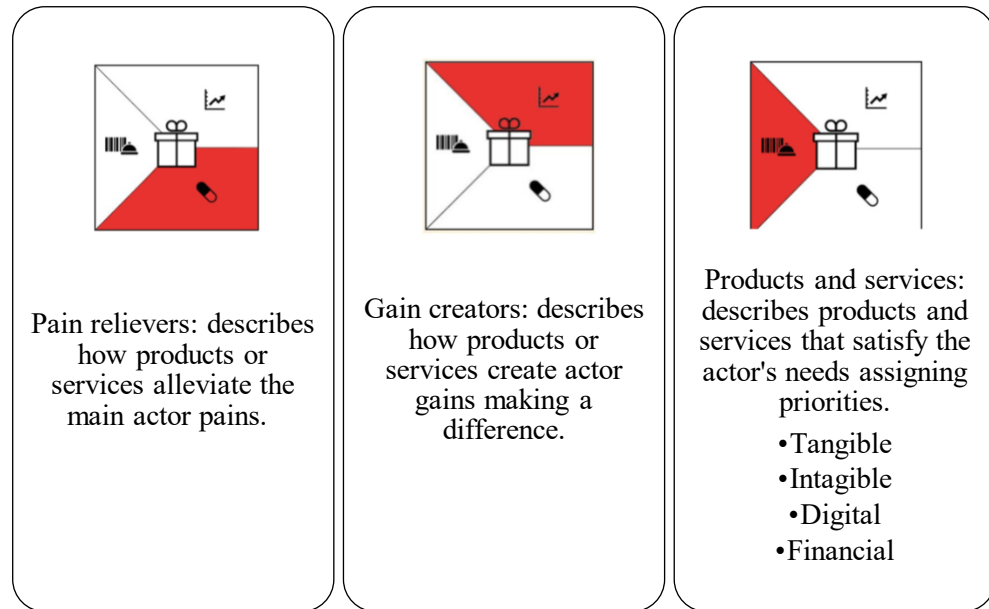 Pain relievers: describes
how products or
services alleviate the
main actor pains.
Gain creators: describes
how products or
services create actor
gains making a
difference.
Products and services:
describes products and
services that satisfy the
actor's needs assigning
priorities.
•Tangible
•Intagible
•Digital
•Financial